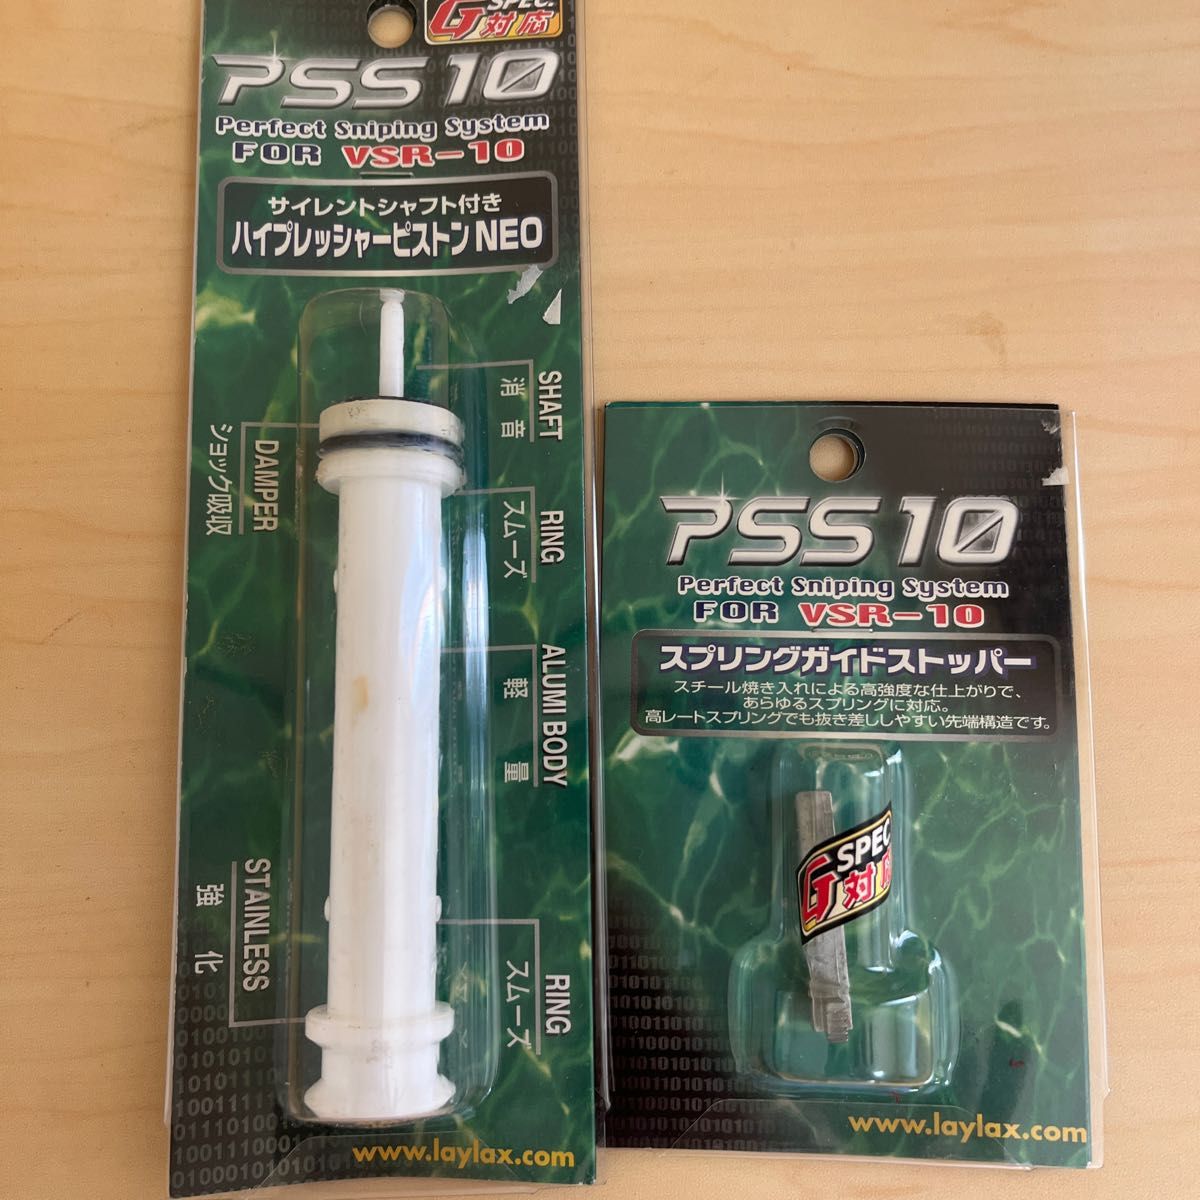 G SPEC.
対応
PSS10
Perfect Sniping System
FOR VSR-10
サイレントシャフト付き
ハイプレッシャーピストンNEO
SHAFT
消音
DAMPER
ショック吸収
RING
スムーズ
ALUMI BODY
軽量
STAINLESS
強化
RING
スムーズ
www.laylax.com
PSS10
Perfect Sniping System
FOR VSR-10
スプリングガイドストッパー
スチール焼き入れによる高強度な仕上がりで、
あらゆるスプリングに対応。
高レートスプリングでも抜き差ししやすい先端構造です。
G SPEC.
対応
www.laylax.com